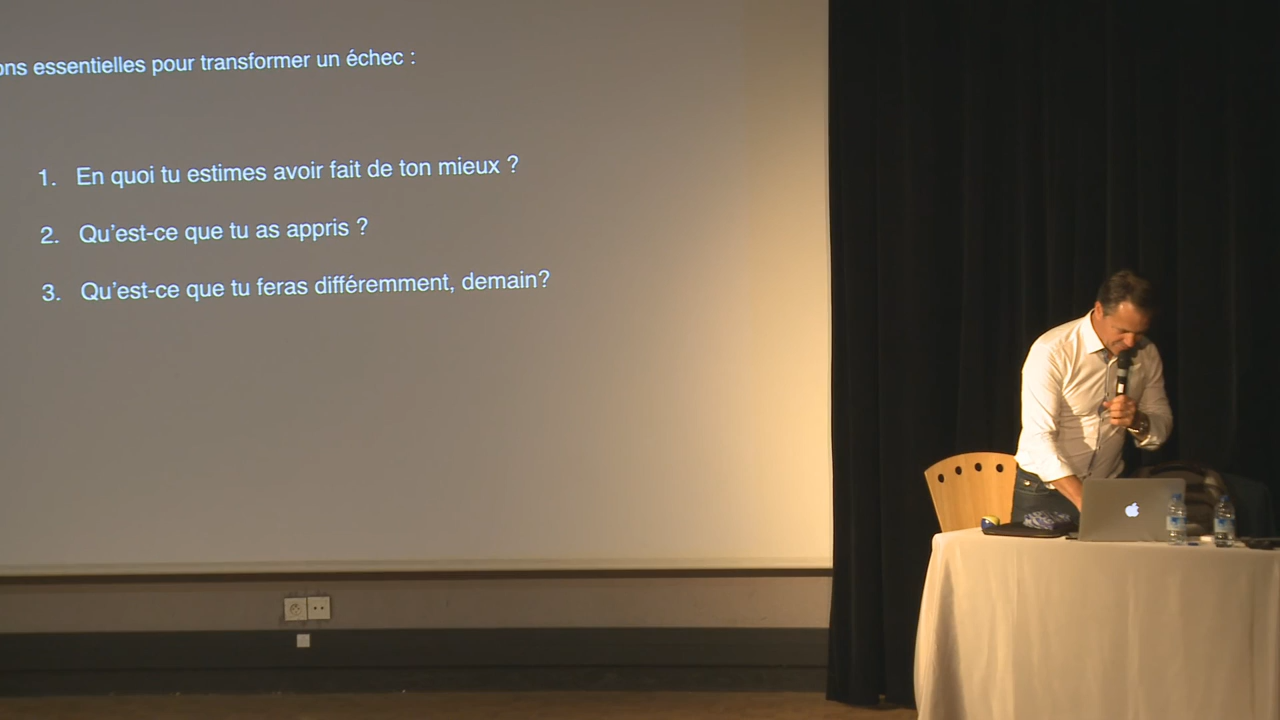 ons essentielles pour transformer un échec :
1. En quoi tu estimes avoir fait de ton mieux ?
2. Qu'est-ce que tu as appris ?
3. Qu'est-ce que tu feras différemment, demain?